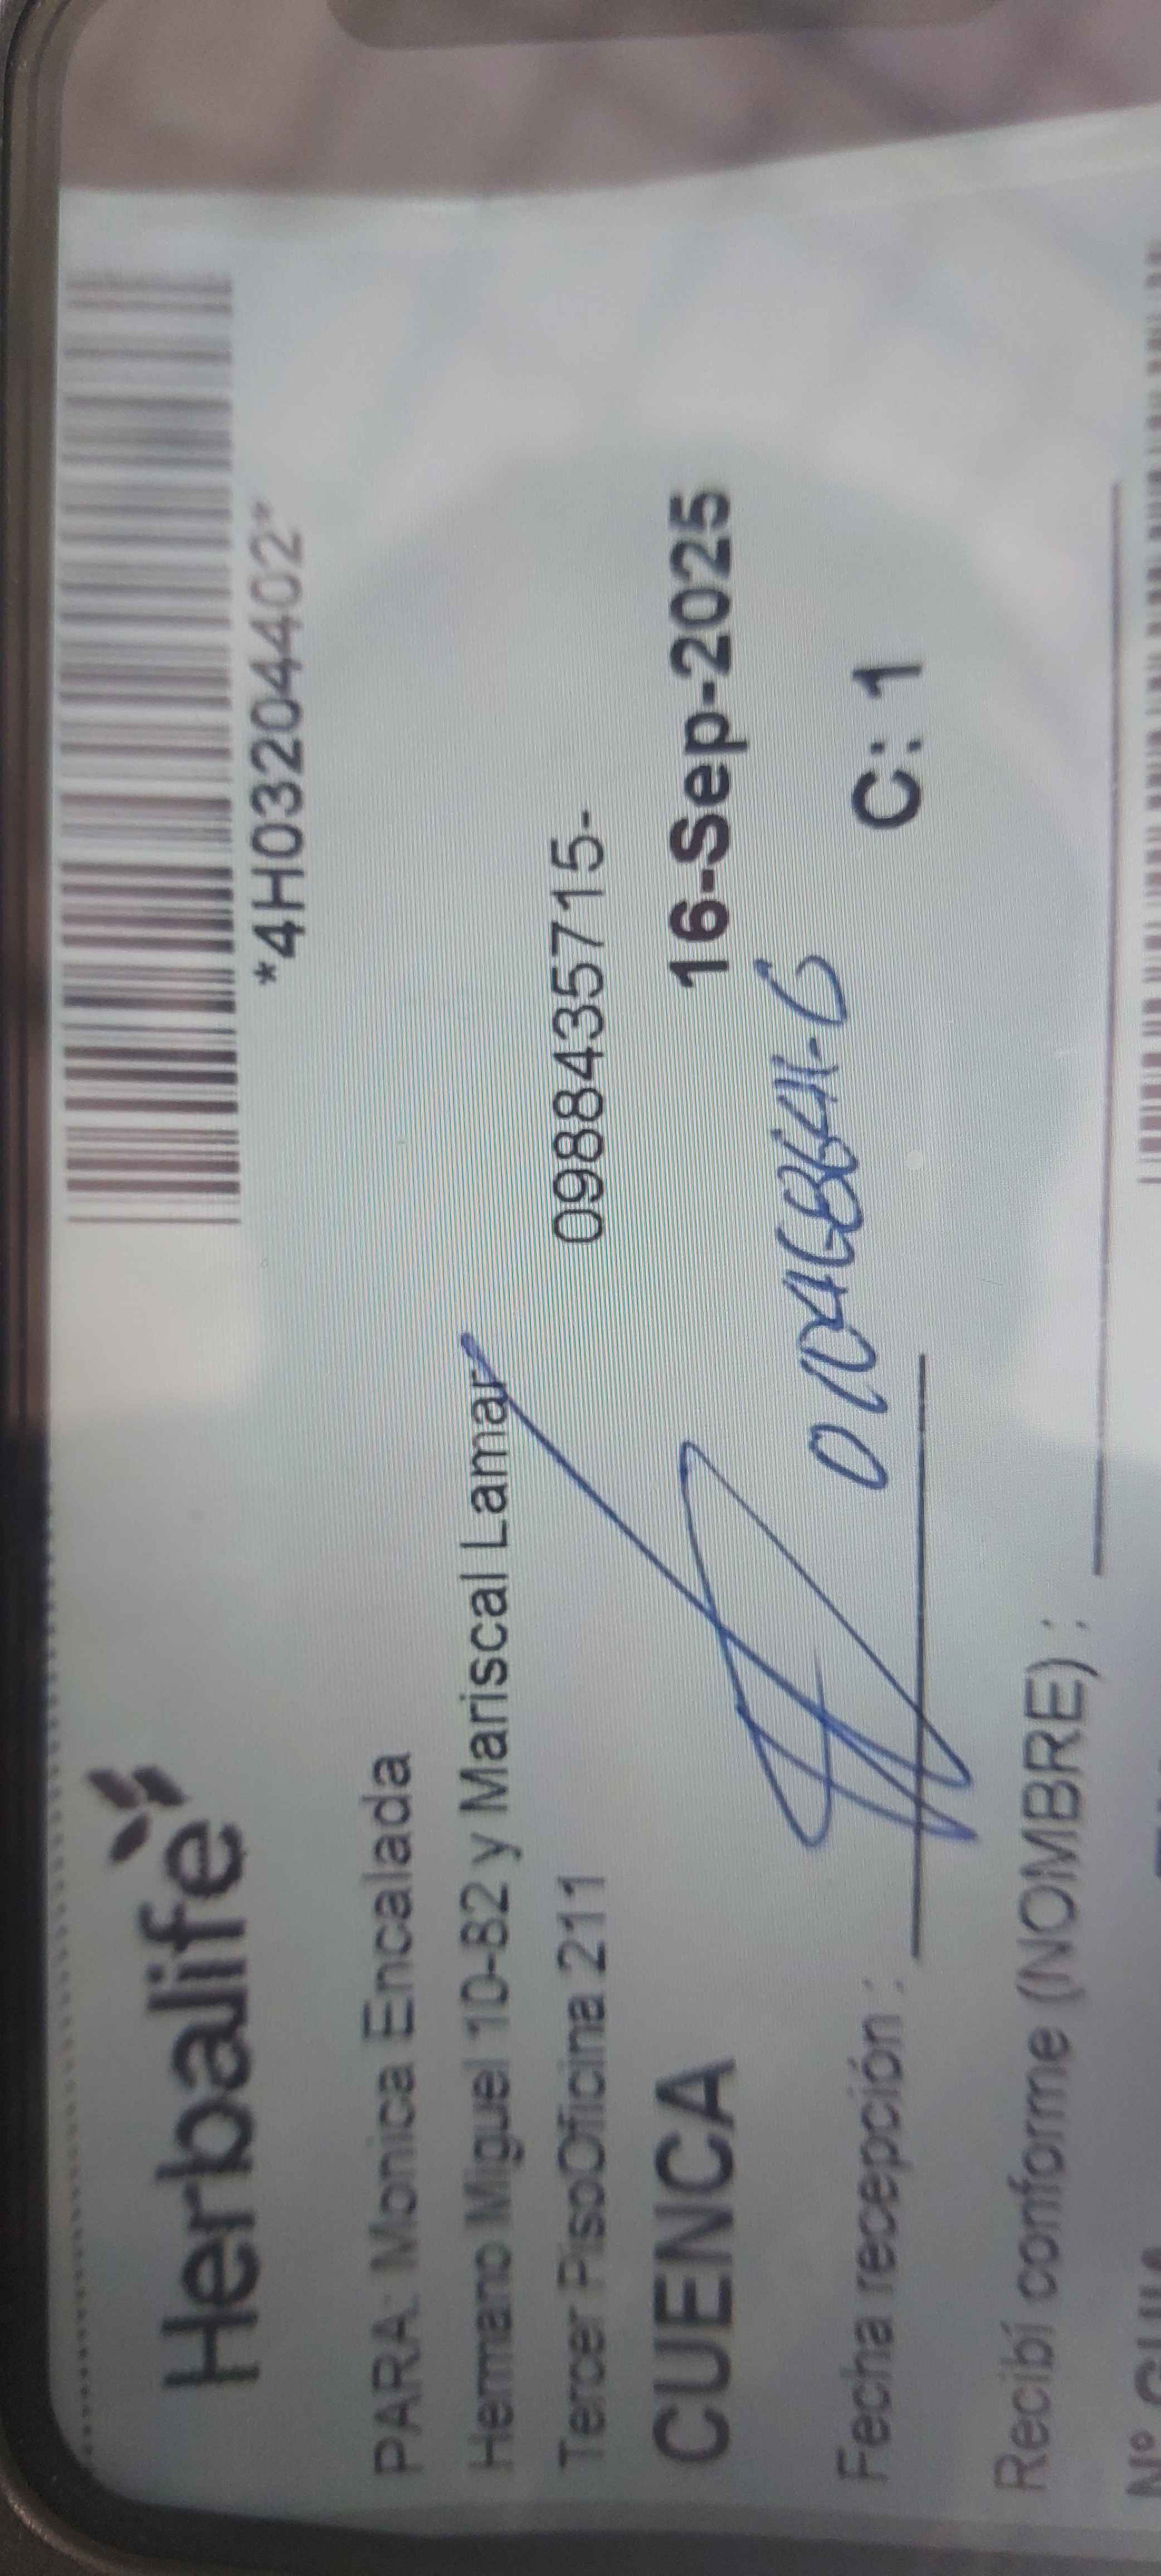 Herbalife
*4H03204402*
PARA: Monica Encalada
Hermano Miguel 10-82 y Mariscal Lamar
Tercer PisoOficina 211 0988435715-
CUENCA 16-Sep-2025
Fecha recepción :
C: 1
Recibí conforme (NOMBRE) :